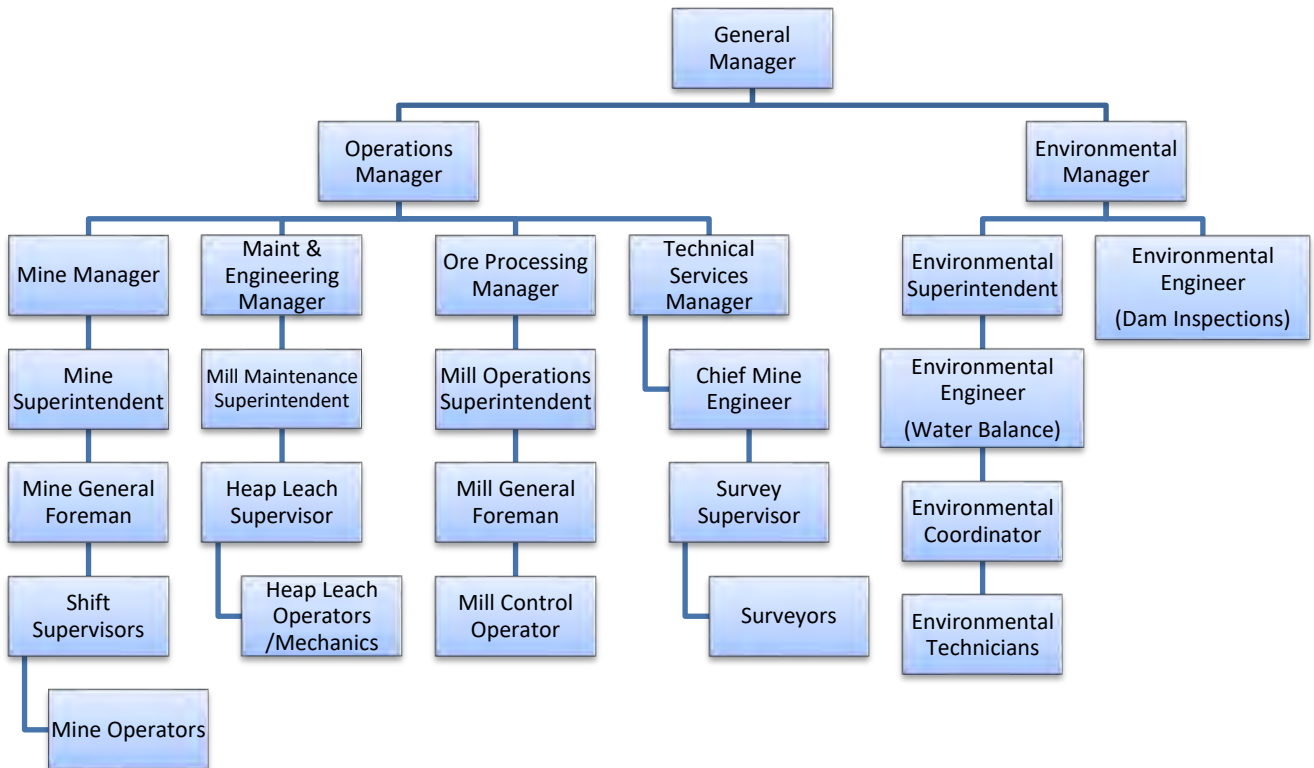 General
Manager
Operations
Manager
Environmental
Manager
Mine Manager
Maint &
Engineering
Manager
Ore Processing
Manager
Technical
Services
Manager
Environmental
Superintendent
Environmental
Engineer
(Dam Inspections)
Mine
Superintendent
Mill Maintenance
Superintendent
Mill Operations
Superintendent
Chief Mine
Engineer
Environmental
Engineer
(Water Balance)
Mine General
Foreman
Heap Leach
Supervisor
Mill General
Foreman
Survey
Supervisor
Environmental
Coordinator
Shift
Supervisors
Heap Leach
Operators
/Mechanics
Mill Control
Operator
Surveyors
Environmental
Technicians
Mine Operators